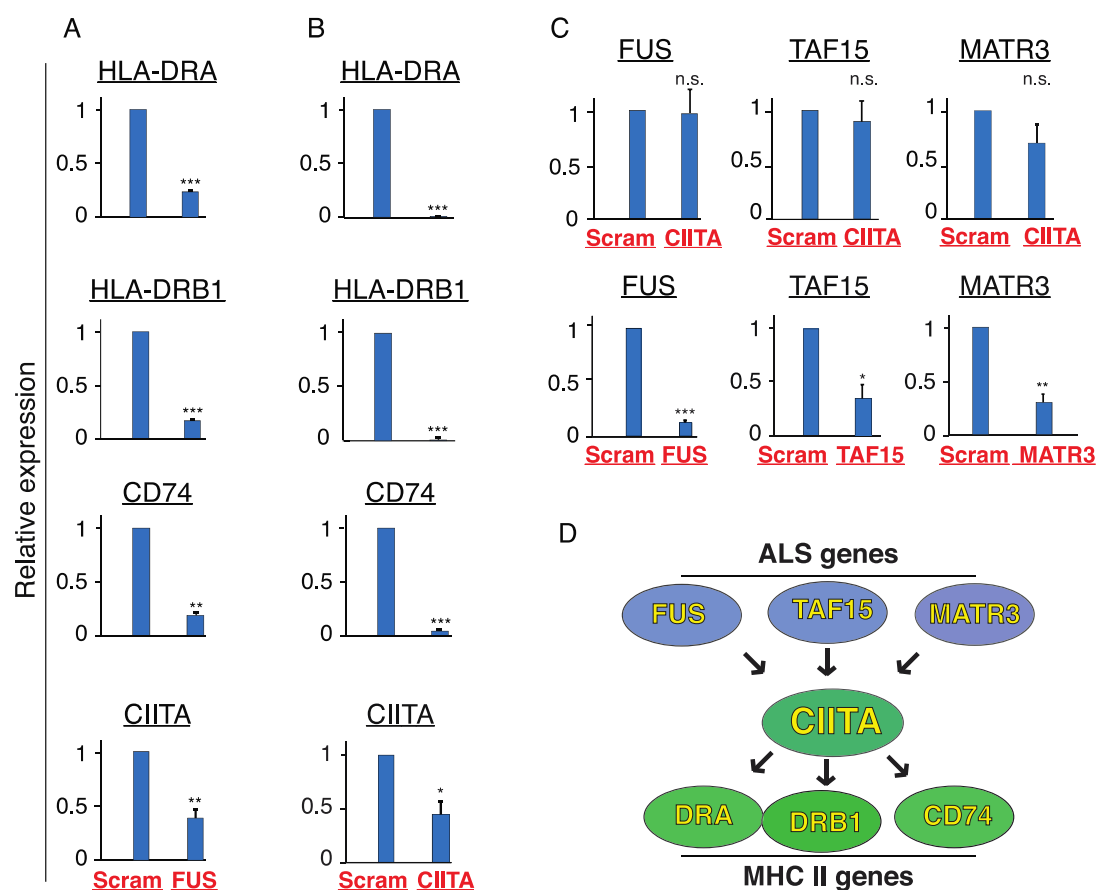 A
HLA-DRA
1
0.5
0
***
HLA-DRB1
1
0.5
0
***
CD74
1
0.5
0
**
CIITA
1
0.5
0
**
Scram FUS
Relative expression
B
HLA-DRA
1
0.5
0
***
HLA-DRB1
1
0.5
0
***
CD74
1
0.5
0
***
CIITA
1
0.5
0
*
Scram CIITA
C
FUS
n.s.
1
0.5
0
Scram CIITA
TAF15
n.s.
1
0.5
0
Scram CIITA
MATR3
n.s.
1
0.5
0
Scram CIITA
FUS
1
0.5
0
***
Scram FUS
TAF15
1
0.5
0
*
Scram TAF15
MATR3
1
0.5
0
**
Scram MATR3
D
ALS genes
FUS TAF15 MATR3
CIITA
DRA DRB1 CD74
MHC II genes